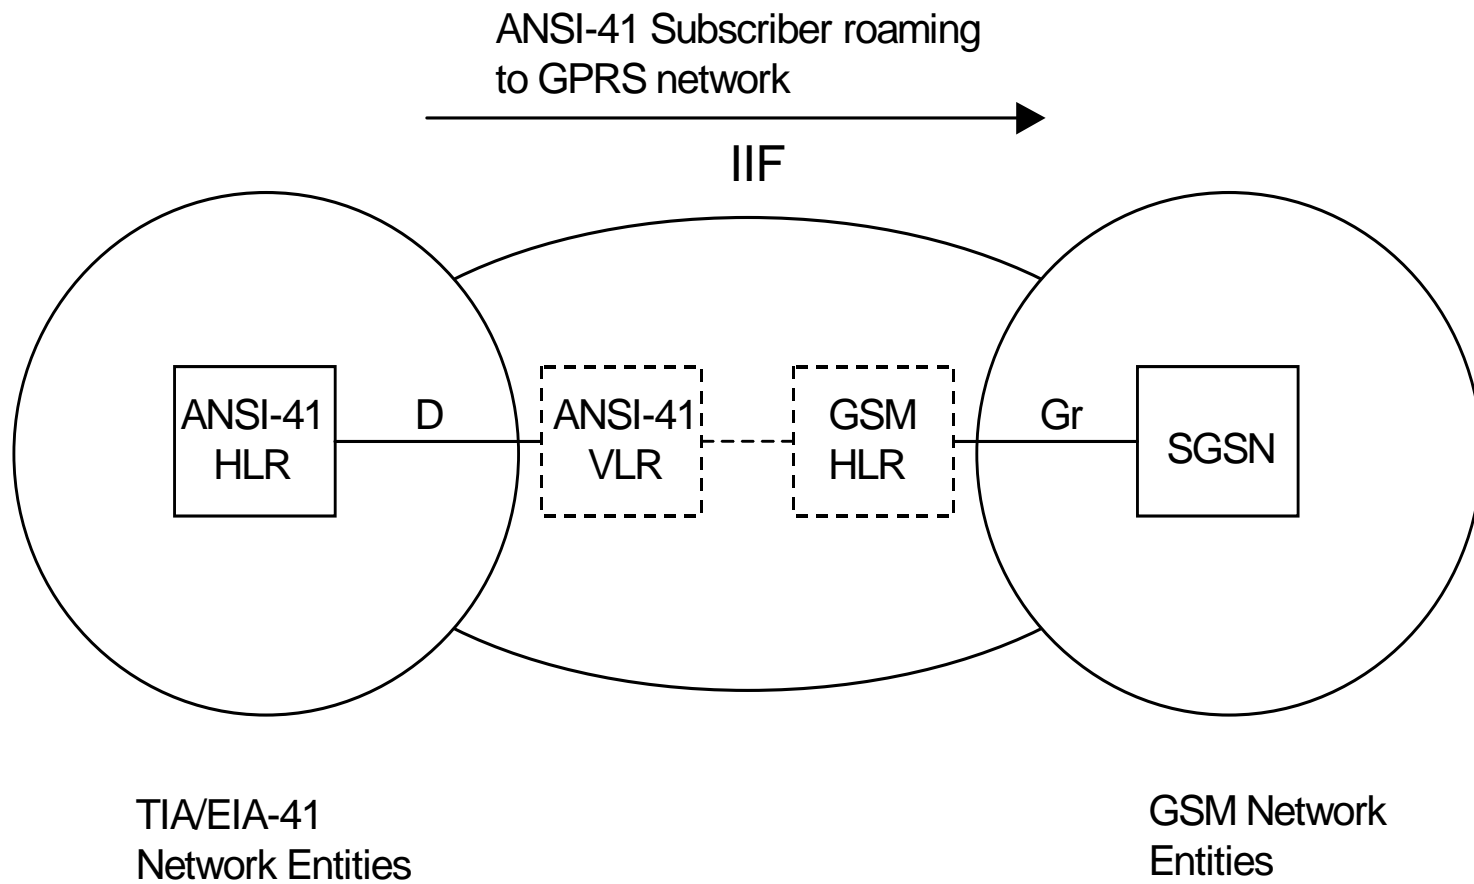 ANSI-41 Subscriber roaming
to GPRS network
IIF
ANSI-41
HLR
D
ANSI-41
VLR
GSM
HLR
Gr
SGSN
TIA/EIA-41
Network Entities
GSM Network
Entities